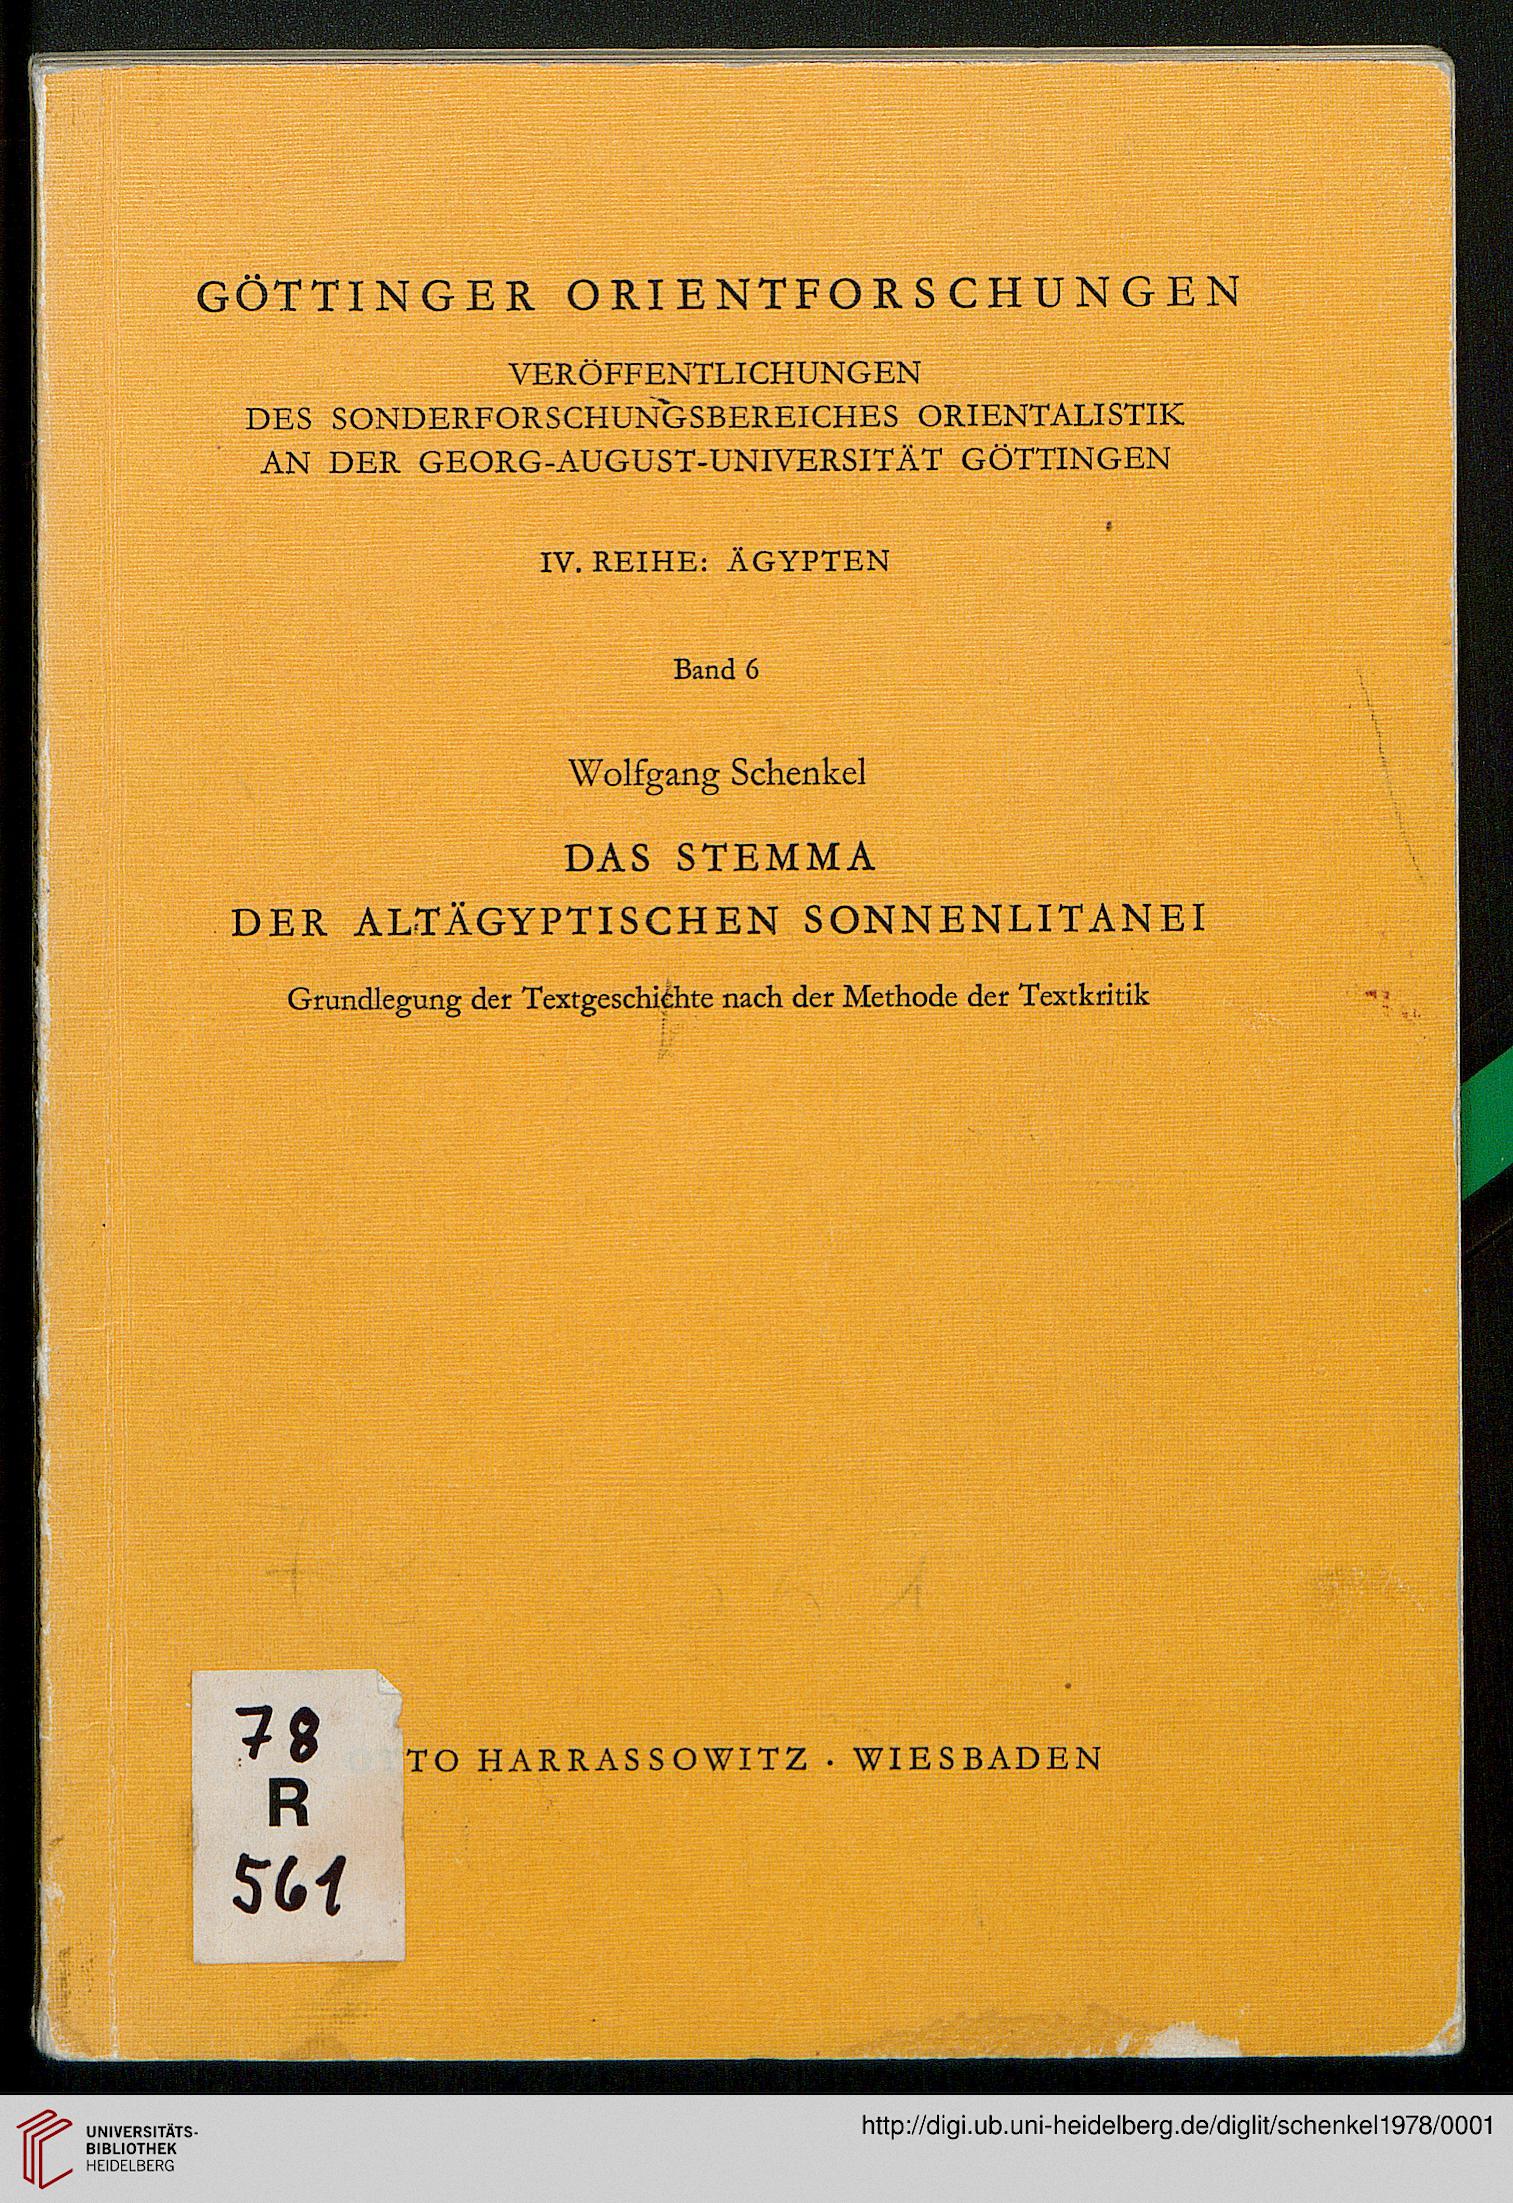 GÖTTINGER ORIENTFORSCHUNGEN
VERÖFFENTLICHUNGEN
DES SONDERFORSCHUNGSBEREICHES ORIENTALISTIK
AN DER GEORG-AUGUST-UNIVERSITÄT GÖTTINGEN
IV. REIHE: ÄGYPTEN
Band 6
Wolfgang Schenkel
DAS STEMMA
DER ALTÄGYPTISCHEN SONNENLITANEI
Grundlegung der Textgeschichte nach der Methode der Textkritik
OTTO HARRASSOWITZ · WIESBADEN
78
R
561
UNIVERSITÄTS-
BIBLIOTHEK
HEIDELBERG
http://digi.ub.uni-heidelberg.de/diglit/schenkel1978/0001